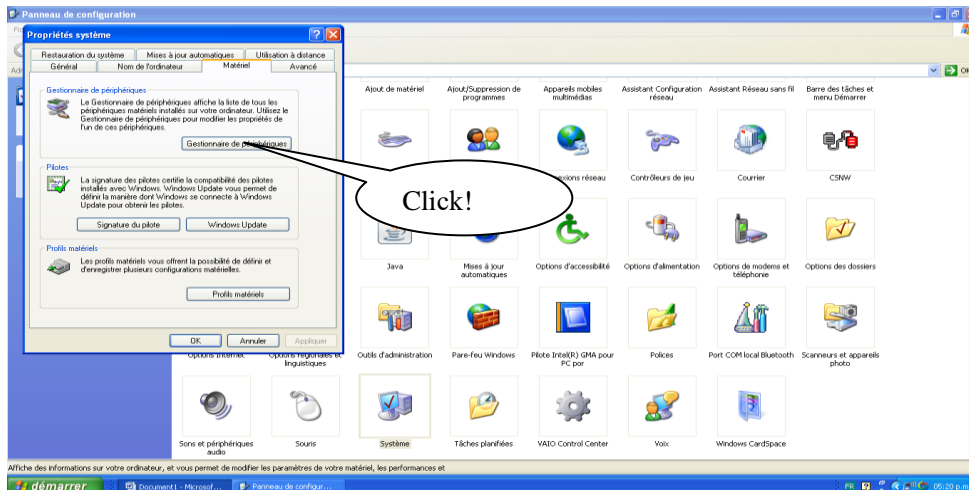 Panneau de configuration
Propriétés système
Restauration du système Mises à jour automatiques Utilisation à distance
Général Nom de l'ordinateur Matériel Avancé
Gestionnaire de périphériques
Le Gestionnaire de périphériques affiche la liste de tous les
périphériques matériels installés sur votre ordinateur. Utilisez le
Gestionnaire de périphériques pour modifier les propriétés de
l'un de ces périphériques.
Gestionnaire de périphériques
Pilotes
La signature des pilotes certifie la compatibilité des pilotes
installés avec Windows. Windows Update vous permet de
définir la manière dont Windows se connecte à Windows
Update pour obtenir les pilotes.
Signature du pilote Windows Update
Profils matériels
Les profils matériels vous offrent la possibilité de définir et
d'enregistrer plusieurs configurations matérielles.
Profils matériels
OK Annuler Appliquer
Click!
OK
Ajout de matériel Ajout/Suppression de programmes Appareils mobiles multimédias Assistant Configuration réseau Assistant Réseau sans fil Barre des tâches et menu Démarrer
réseau Contrôleurs de jeu Courrier CSNW
Java Mises à jour automatiques Options d'accessibilité Options d'alimentation Options de modems et téléphonie Options des dossiers
Options Internet Options régionales et linguistiques Outils d'administration Pare-feu Windows Pilote Intel(R) GMA pour PC por Polices Port COM local Bluetooth Scanneurs et appareils photo
Sons et périphériques audio Souris Système Tâches planifiées VAIO Control Center Voix Windows CardSpace
Affiche des informations sur votre ordinateur, et vous permet de modifier les paramètres de votre matériel, les performances et
démarrer Document1 - Microsof... Panneau de configur... FR 05:20 p.m.